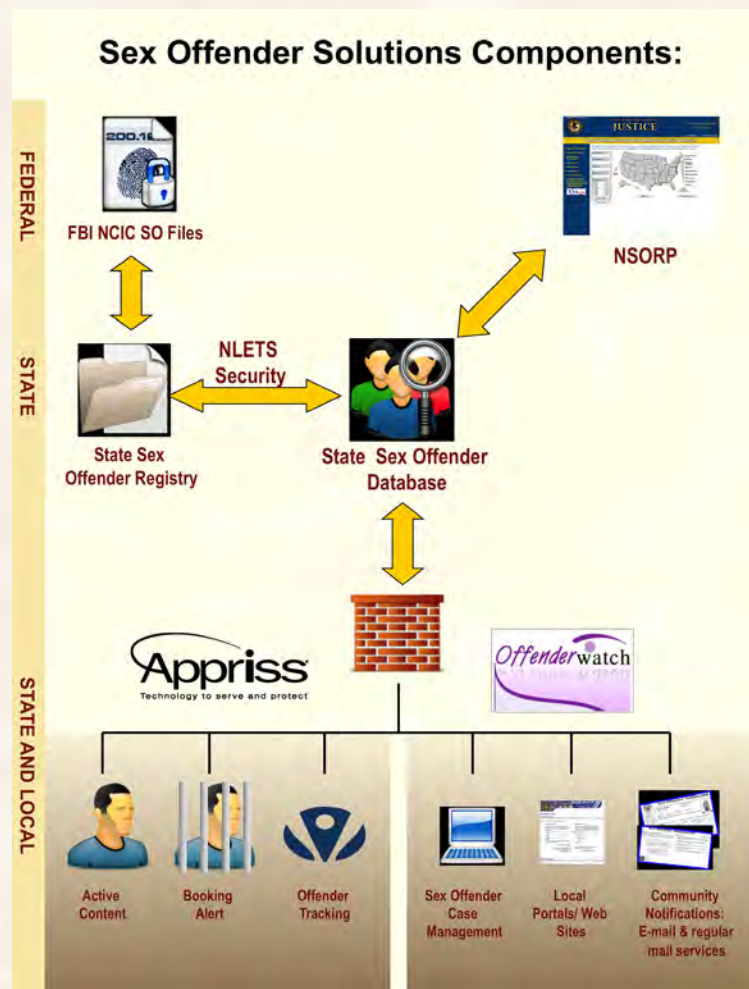 Sex Offender Solutions Components:
FEDERAL
200.1
JUSTICE
FBI NCIC SO Files
NSORP
STATE
NLETS
Security
State Sex
Offender Registry
State Sex Offender
Database
STATE AND LOCAL
Appriss
Technology to serve and protect
Offenderwatch
Active
Content
Booking
Alert
Offender
Tracking
Sex Offender
Case
Management
Local
Portals/ Web
Sites
Community
Notifications:
E-mail & regular
mail services